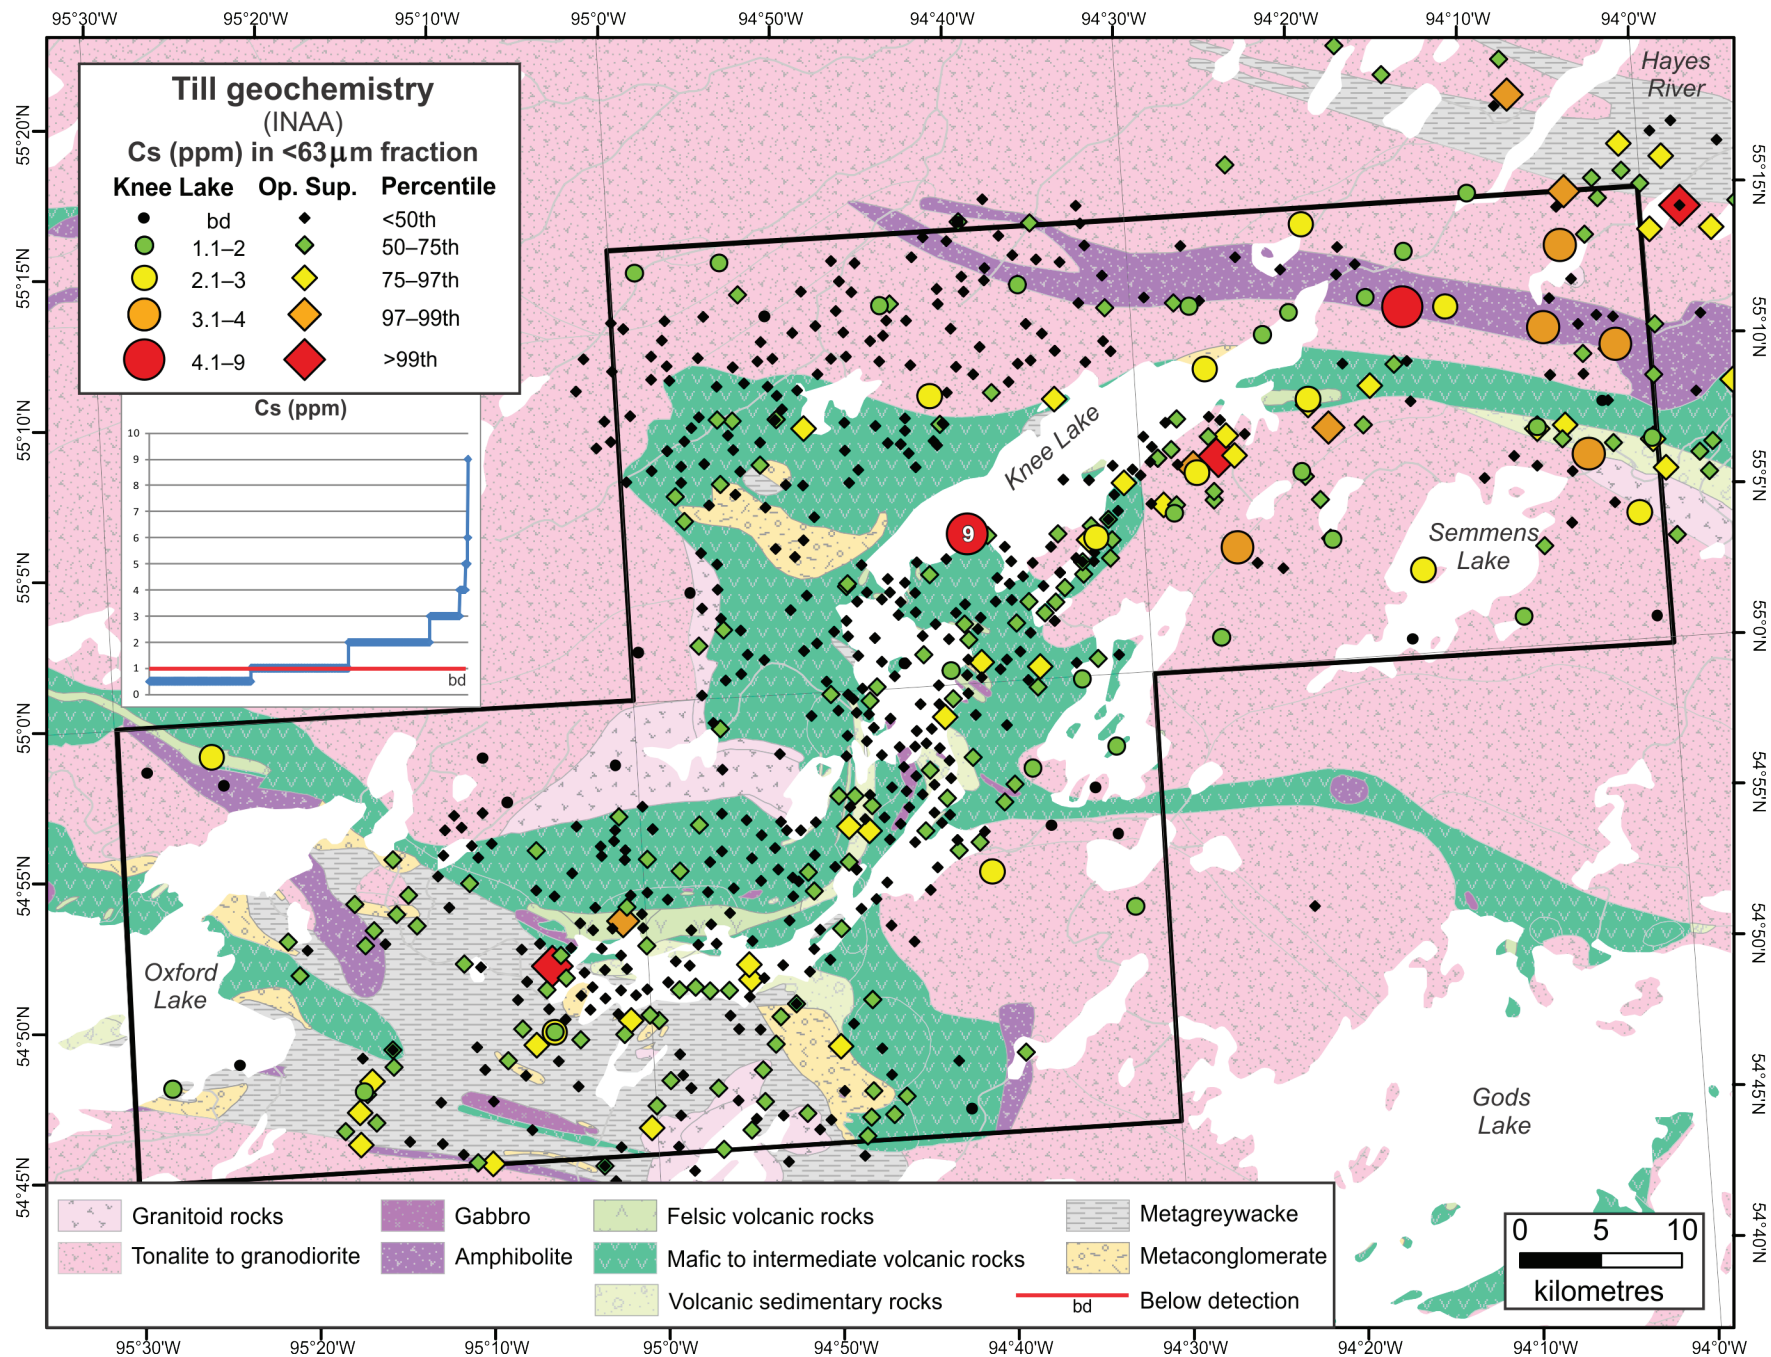 95°30'W 95°20'W 95°10'W 95°0'W 94°50'W 94°40'W 94°30'W 94°20'W 94°10'W 94°0'W
Till geochemistry
(INAA)
Cs (ppm) in <63µm fraction
Knee Lake Op. Sup. Percentile
bd <50th
1.1–2 50–75th
2.1–3 75–97th
3.1–4 97–99th
4.1–9 >99th
Cs (ppm)
10
9
8
7
6
5
4
3
2
1
0
bd
Hayes
River
Knee Lake
9
Semmens
Lake
Oxford
Lake
Gods
Lake
55°20'N
55°15'N
55°10'N
55°5'N
55°0'N
54°55'N
54°50'N
54°45'N
55°15'N
55°10'N
55°5'N
55°0'N
54°55'N
54°50'N
54°45'N
54°40'N
Granitoid rocks
Tonalite to granodiorite
Gabbro
Amphibolite
Felsic volcanic rocks
Mafic to intermediate volcanic rocks
Volcanic sedimentary rocks
Metagreywacke
Metaconglomerate
bd Below detection
0 5 10
kilometres
95°30'W 95°20'W 95°10'W 95°0'W 94°50'W 94°40'W 94°30'W 94°20'W 94°10'W 94°0'W